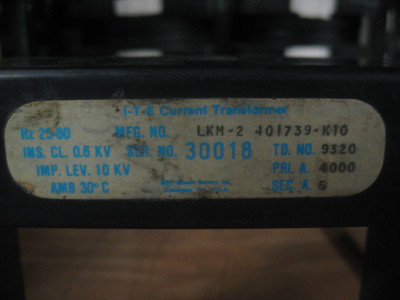 I-T-E Current Transformer
Hz 25-60 MFG. NO. LKM-2 401739-K10
INS. CL. 0.6 KV SER. NO. 30018 TD. NO. 9320
IMP. LEV. 10 KV PRI. A. 4000
AMB 30°C SEC. A. 5